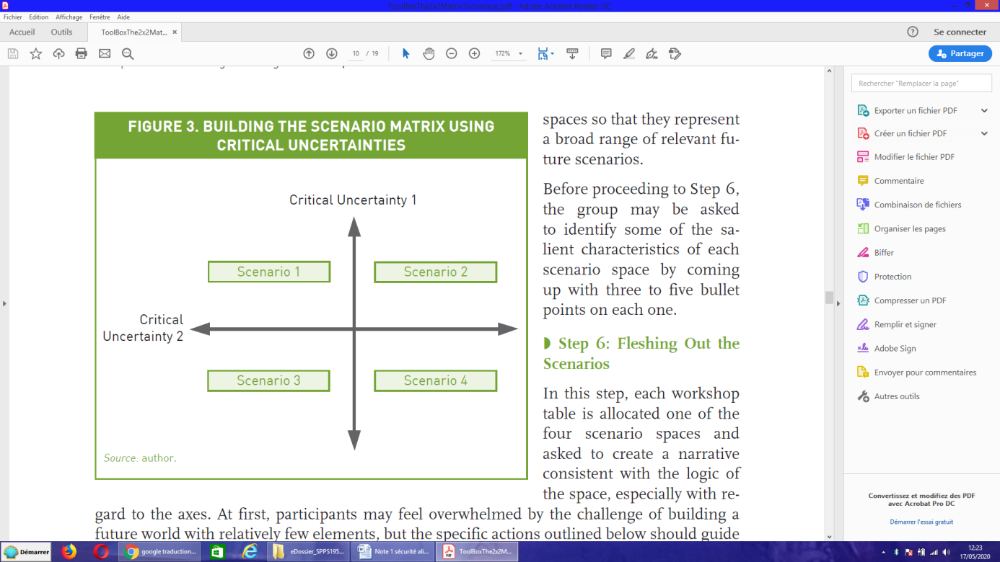 ToolBoxThe2x2MatrixTechnique.pdf - Adobe Acrobat Reader DC
Fichier Edition Affichage Fenêtre Aide
Accueil Outils ToolBoxThe2x2Mat... × Se connecter
10 / 19 172% Partager
FIGURE 3. BUILDING THE SCENARIO MATRIX USING
CRITICAL UNCERTAINTIES
Critical Uncertainty 1
Scenario 1 Scenario 2
Critical
Uncertainty 2
Scenario 3 Scenario 4
Source: author.
spaces so that they represent
a broad range of relevant fu-
ture scenarios.
Before proceeding to Step 6,
the group may be asked
to identify some of the sa-
lient characteristics of each
scenario space by coming
up with three to five bullet
points on each one.
Step 6: Fleshing Out the
Scenarios
In this step, each workshop
table is allocated one of the
four scenario spaces and
asked to create a narrative
consistent with the logic of
the space, especially with re-
gard to the axes. At first, participants may feel overwhelmed by the challenge of building a
future world with relatively few elements, but the specific actions outlined below should guide
Rechercher "Remplacer la page"
Exporter un fichier PDF
Créer un fichier PDF
Modifier le fichier PDF
Commentaire
Combinaison de fichiers
Organiser les pages
Biffer
Protection
Compresser un PDF
Remplir et signer
Adobe Sign
Envoyer pour commentaires
Autres outils
Convertissez et modifiez des PDF
avec Acrobat Pro DC
Démarrer l'essai gratuit
Démarrer google traduction... eDossier_SPPS195... Note 1 sécurité ali... ToolBoxThe2x2M...
12:23
17/05/2020